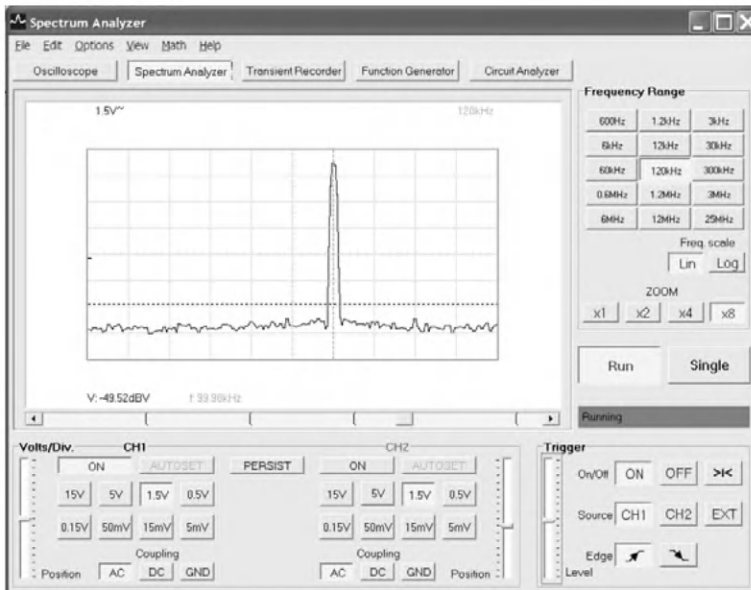 Spectrum Analyzer
File Edit Options View Math Help
Oscilloscope Spectrum Analyzer Transient Recorder Function Generator Circuit Analyzer
1.5V~ 120kHz
V: -49.52dBV f 99.96kHz
Frequency Range
600Hz 1.2kHz 3kHz
6kHz 12kHz 30kHz
60kHz 120kHz 300kHz
0.6MHz 1.2MHz 3MHz
6MHz 12MHz 25MHz
Freq. scale
Lin Log
ZOOM
x1 x2 x4 x8
Run Single
Running
Volts/Div. CH1 CH2
ON AUTOSET PERSIST ON AUTOSET
15V 5V 1.5V 0.5V 15V 5V 1.5V 0.5V
0.15V 50mV 15mV 5mV 0.15V 50mV 15mV 5mV
Coupling Coupling
Position AC DC GND AC DC GND Position
Trigger
On/Off ON OFF >I<
Source CH1 CH2 EXT
Edge
Level